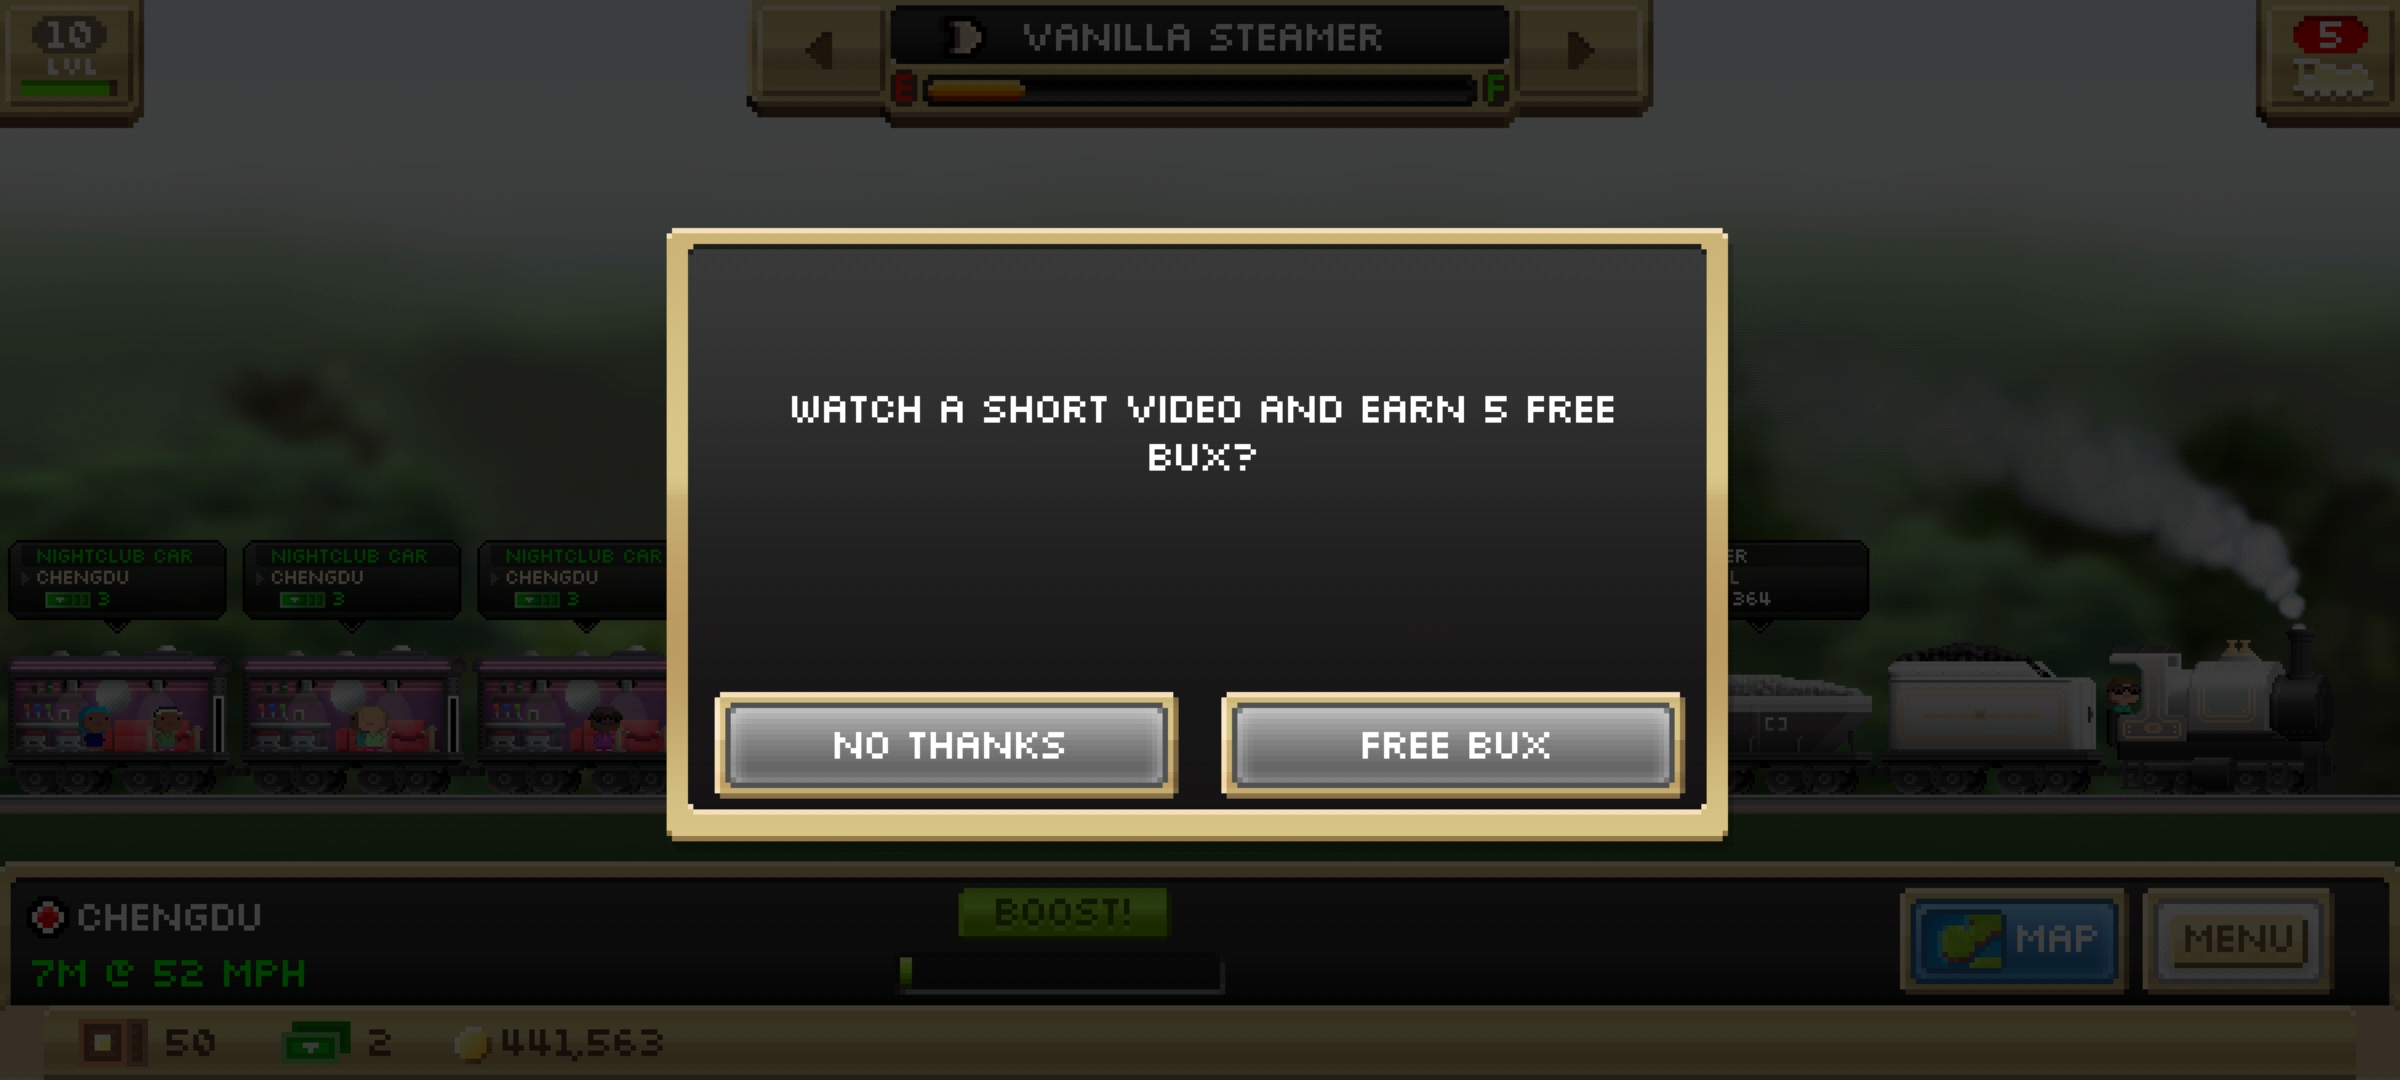 10
LVL
VANILLA STEAMER
E F
5
WATCH A SHORT VIDEO AND EARN 5 FREE
BUX?
NO THANKS
FREE BUX
NIGHTCLUB CAR
CHENGDU
3
NIGHTCLUB CAR
CHENGDU
3
NIGHTCLUB CAR
CHENGDU
3
364
CHENGDU
7M @ 52 MPH
BOOST!
MAP
MENU
50
2
441,563